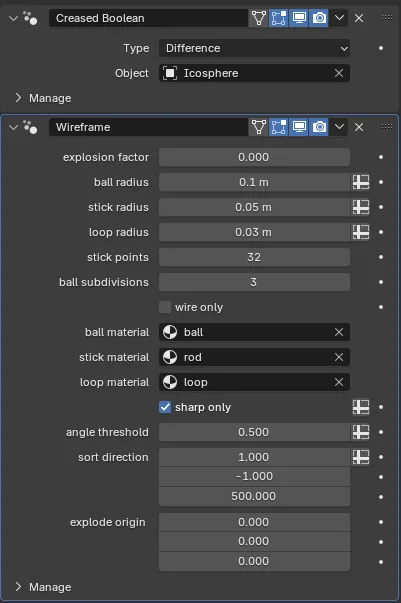 Creased Boolean
Type Difference
Object Icosphere
Manage
Wireframe
explosion factor 0.000
ball radius 0.1 m
stick radius 0.05 m
loop radius 0.03 m
stick points 32
ball subdivisions 3
wire only
ball material ball
stick material rod
loop material loop
sharp only
angle threshold 0.500
sort direction 1.000
-1.000
500.000
explode origin 0.000
0.000
0.000
Manage